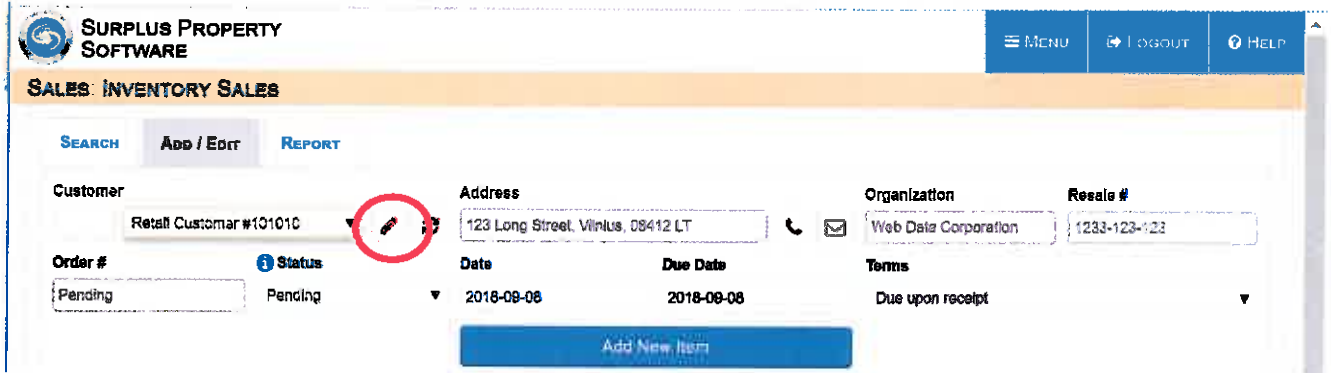 SURPLUS PROPERTY
SOFTWARE
MENU
LOGOUT
HELP
SALES: INVENTORY SALES
SEARCH
ADD / EDIT
REPORT
Customer
Address
Organization
Resale #
Retail Customer #101010
123 Long Street, Vilnius, 08412 LT
Web Data Corporation
1233-123-123
Order #
Status
Date
Due Date
Terms
Pending
Pending
2018-09-08
2018-09-08
Due upon receipt
Add New Item